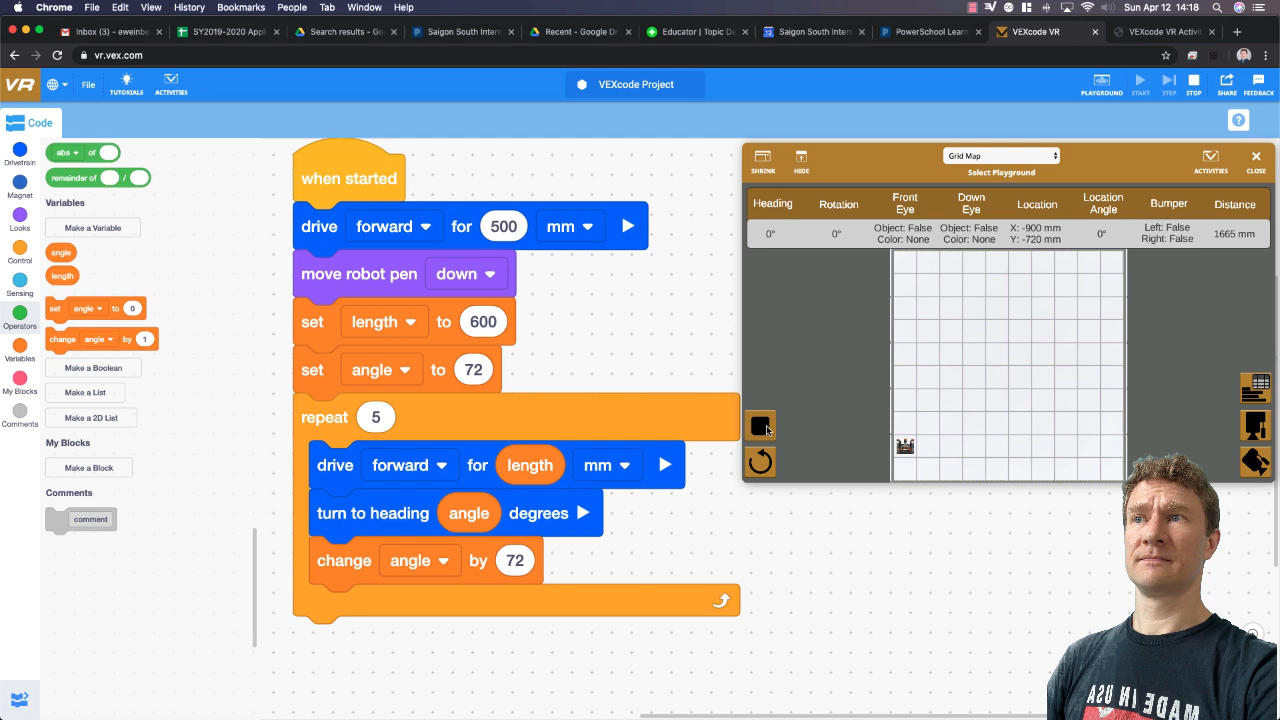 Chrome File Edit View History Bookmarks People Tab Window Help Sun Apr 12 14:18
Inbox (3) - eweinber SY2019-2020 Appli Search results - Goo Saigon South Intern Recent - Google Dri Educator | Tec De Saigon South Intern PowerSchool Learn VEXcode VR VEXcode VR Activit
vr.vex.com
VR File TUTORIALS ACTIVITIES VEXcode Project PLAYGROUND START STEP STOP SHARE FEEDBACK
Code ?
Drivetrain
Magnet
Looks
Control
Sensing
Operators
Variables
My Blocks
Comments
abs of
remainder of /
Variables
Make a Variable
angle
length
set angle to 0
change angle by 1
Make a Boolean
Make a List
Make a 2D List
My Blocks
Make a Block
Comments
comment
when started
drive forward for 500 mm
move robot pen down
set length to 600
set angle to 72
repeat 5
drive forward for length mm
turn to heading angle degrees
change angle by 72
SHRINK HIDE Grid Map ACTIVITIES CLOSE
Select Playground
Heading Rotation Front Eye Down Eye Location Location Angle Bumper Distance
0° 0° Object: False Color: None Object: False Color: None X: -900 mm Y: -720 mm 0° Left: False Right: False 1665 mm
MADE IN USA